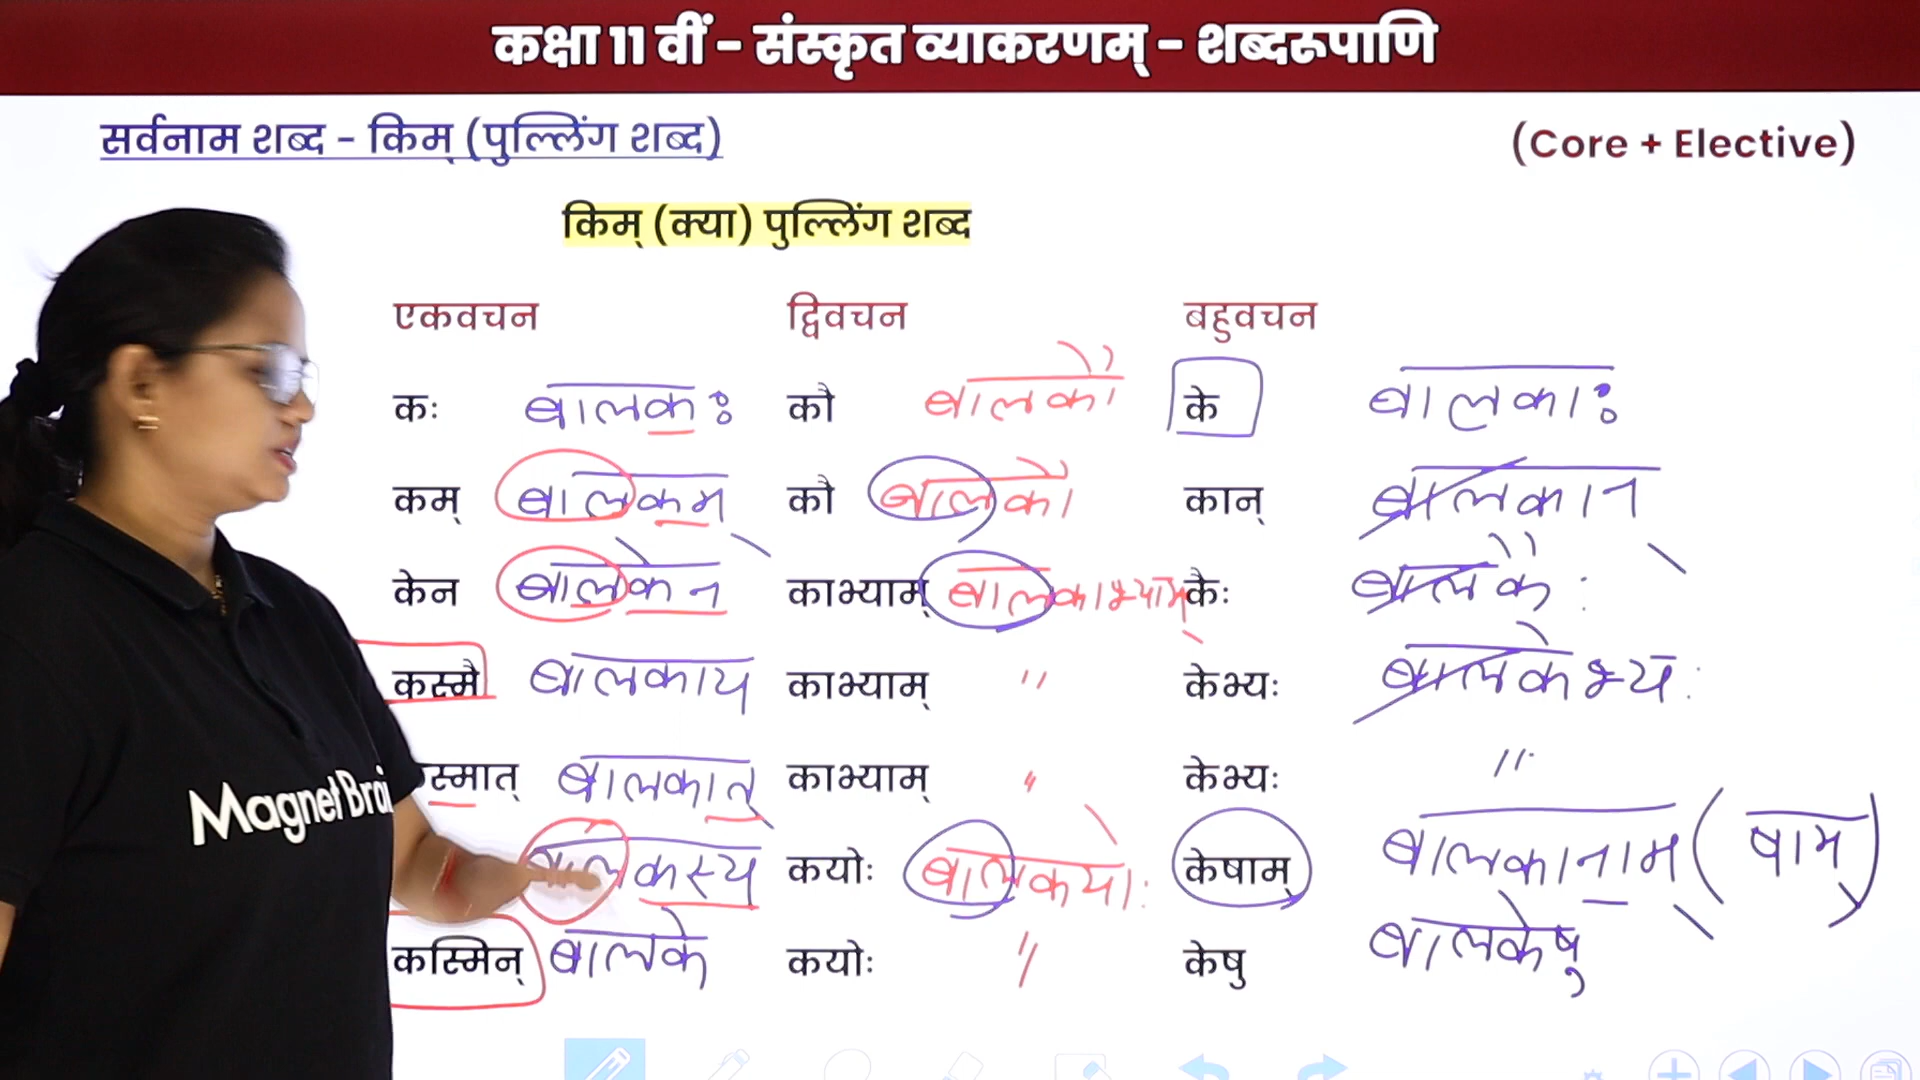 कक्षा 11 वीं - संस्कृत व्याकरणम् - शब्दरूपाणि
सर्वनाम शब्द - किम् (पुल्लिंग शब्द) (Core + Elective)
किम् (क्या) पुल्लिंग शब्द
एकवचन द्विवचन बहुवचन
कः बालकः कौ बालकौ के बालकाः
कम् बालकम् कौ बालकौ कान् बालकान्
केन बालकेन काभ्याम् बालकाभ्याम् कैः बालकैः
कस्मै बालकाय काभ्याम् " केभ्यः बालकेभ्यः
स्मात् बालकात् काभ्याम् " केभ्यः "
बालकस्य कयोः बालकयोः केषाम् बालकानाम् (षाम्)
कस्मिन् बालके कयोः " केषु बालकेषु
Magnet Brai